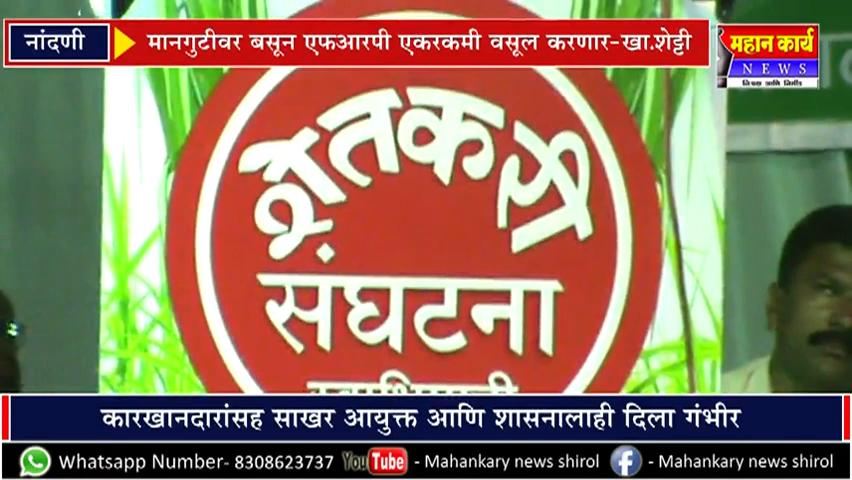 नांदणी
मानगुटीवर बसून एफआरपी एकरकमी वसूल करणार-खा.शेट्टी
महान कार्य
NEWS
शेतकरी
संघटना
कारखानदारांसह साखर आयुक्त आणि शासनालाही दिला गंभीर
Whatsapp Number- 8308623737 YouTube - Mahankary news shirol - Mahankary news shirol